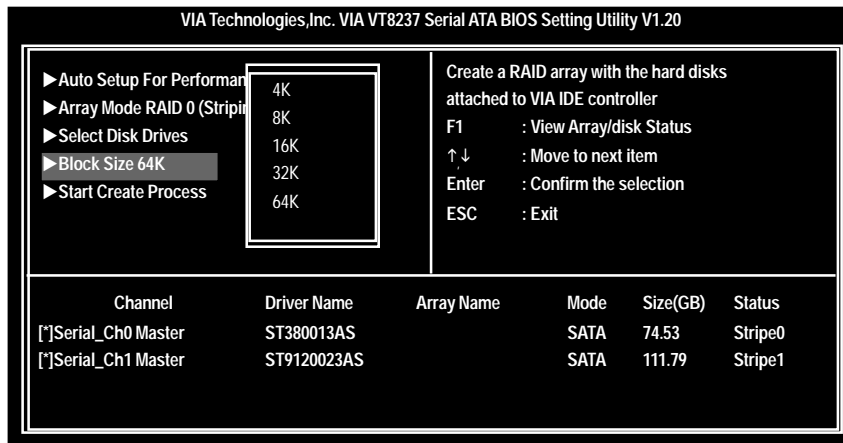 VIA Technologies,Inc. VIA VT8237 Serial ATA BIOS Setting Utility V1.20
▶Auto Setup For Performan
▶Array Mode RAID 0 (Stripin
▶Select Disk Drives
▶Block Size 64K
▶Start Create Process
4K
8K
16K
32K
64K
Create a RAID array with the hard disks
attached to VIA IDE controller
F1 : View Array/disk Status
↑↓ : Move to next item
Enter : Confirm the selection
ESC : Exit
Channel Driver Name Array Name Mode Size(GB) Status
[*]Serial_Ch0 Master ST380013AS SATA 74.53 Stripe0
[*]Serial_Ch1 Master ST9120023AS SATA 111.79 Stripe1